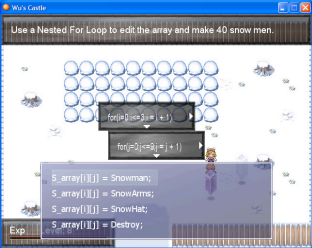 Wu's Castle
Use a Nested For Loop to edit the array and make 40 snow men.
for(i=0;i<=3;i = i + 1)
for(j=0;j<=9;j = j + 1)
S_array[i][j] = Snowman;
S_array[i][j] = SnowArms;
S_array[i][j] = SnowHat;
S_array[i][j] = Destroy;
Exp